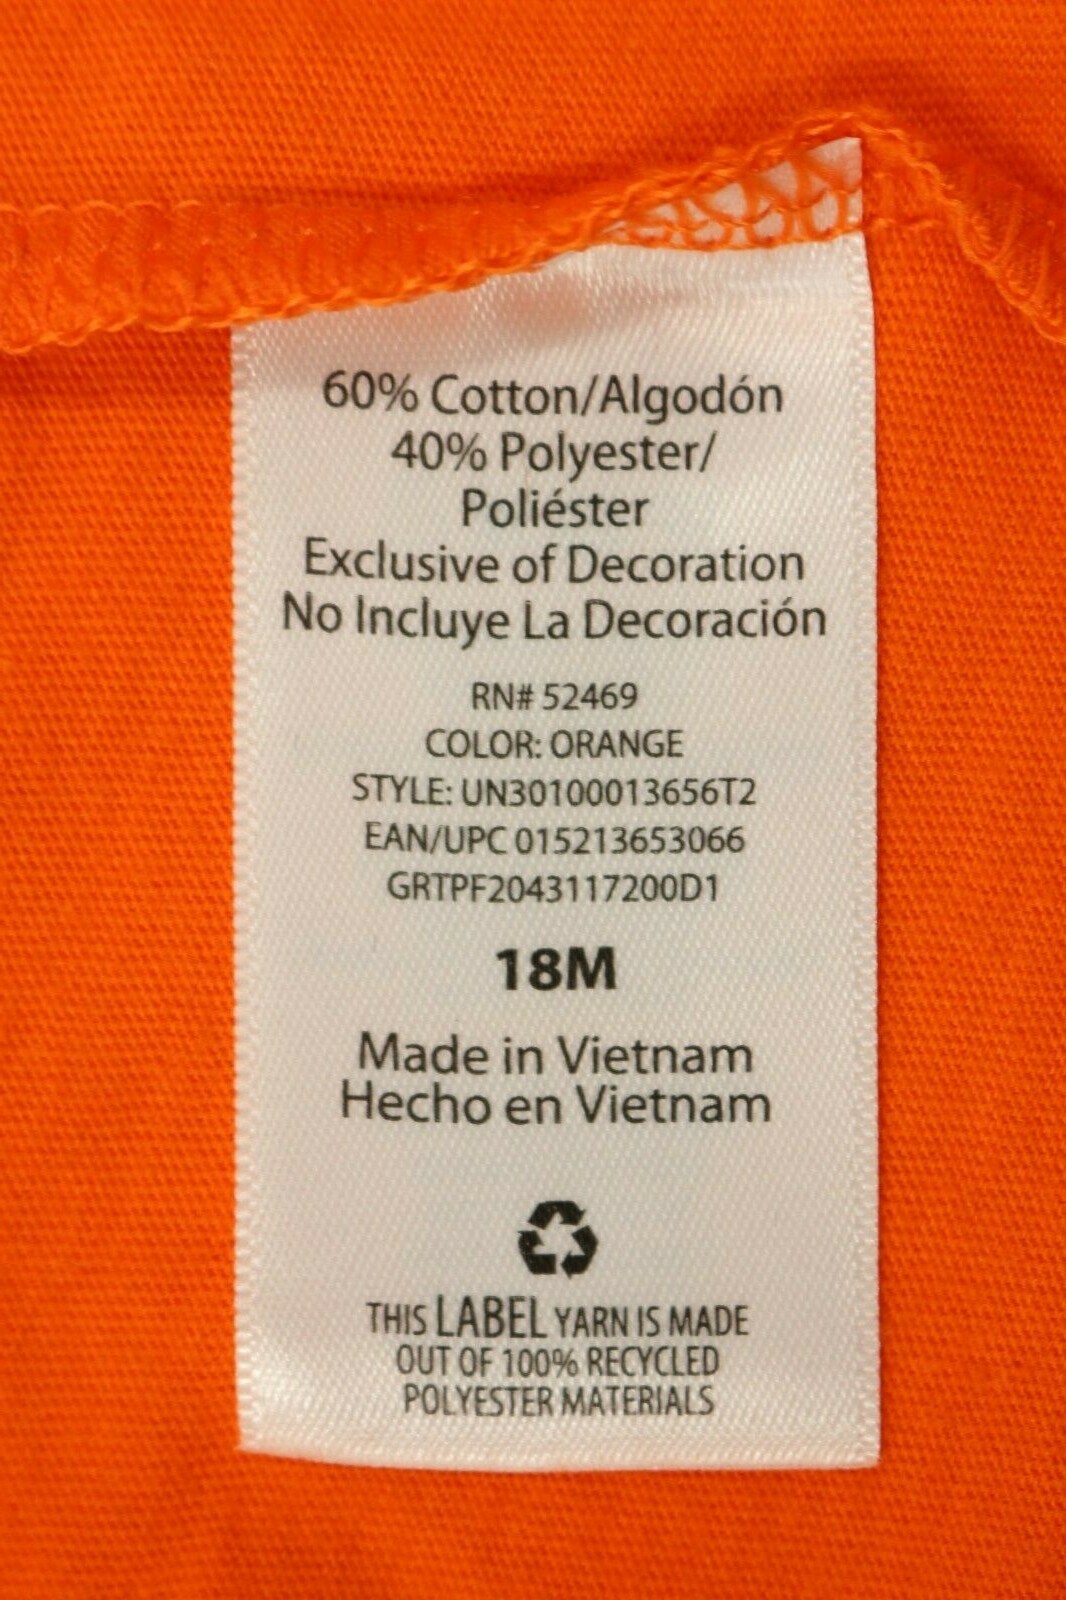 60% Cotton/Algodón
40% Polyester/
Poliéster
Exclusive of Decoration
No Incluye La Decoración
RN# 52469
COLOR: ORANGE
STYLE: UN30100013656T2
EAN/UPC 015213653066
GRTPF2043117200D1
18M
Made in Vietnam
Hecho en Vietnam
THIS LABEL YARN IS MADE
OUT OF 100% RECYCLED
POLYESTER MATERIALS